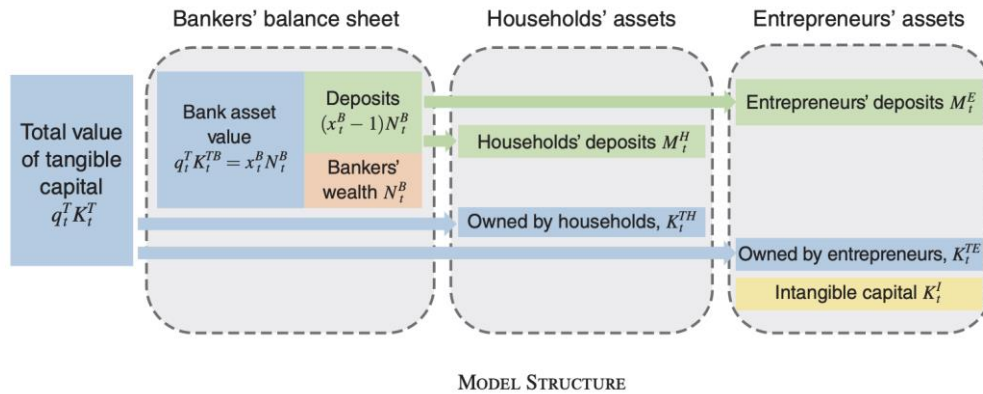 Bankers' balance sheet
Households' assets
Entrepreneurs' assets
Total value
of tangible
capital
$q_t^T K_t^T$
Bank asset
value
$q_t^T K_t^{TB} = x_t^B N_t^B$
Deposits
$(x_t^B - 1)N_t^B$
Bankers'
wealth $N_t^B$
Households' deposits $M_t^H$
Owned by households, $K_t^{TH}$
Entrepreneurs' deposits $M_t^E$
Owned by entrepreneurs, $K_t^{TE}$
Intangible capital $K_t^I$
MODEL STRUCTURE